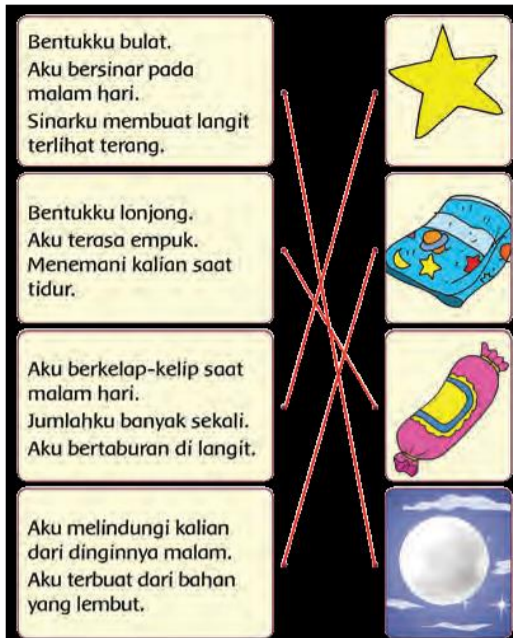 Bentukku bulat.
Aku bersinar pada
malam hari.
Sinarku membuat langit
terlihat terang.
Bentukku lonjong.
Aku terasa empuk.
Menemani kalian saat
tidur.
Aku berkelap-kelip saat
malam hari.
Jumlahku banyak sekali.
Aku bertaburan di langit.
Aku melindungi kalian
dari dinginnya malam.
Aku terbuat dari bahan
yang lembut.